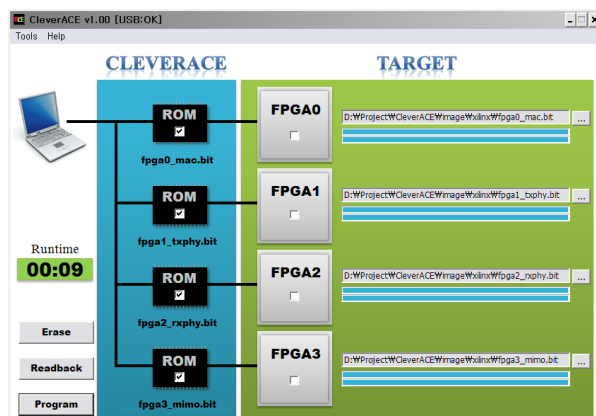 CleverACE v1.00 [USB:OK]
Tools Help
CLEVERACE
TARGET
ROM
fpga0_mac.bit
FPGA0
D:₩Project₩CleverACE₩image₩xilinx₩fpga0_mac.bit ...
ROM
fpga1_txphy.bit
FPGA1
D:₩Project₩CleverACE₩image₩xilinx₩fpga1_txphy.bit ...
Runtime
00:09
ROM
fpga2_rxphy.bit
FPGA2
D:₩Project₩CleverACE₩image₩xilinx₩fpga2_rxphy.bit ...
Erase
Readback
Program
ROM
fpga3_mimo.bit
FPGA3
D:₩Project₩CleverACE₩image₩xilinx₩fpga3_mimo.bit ...